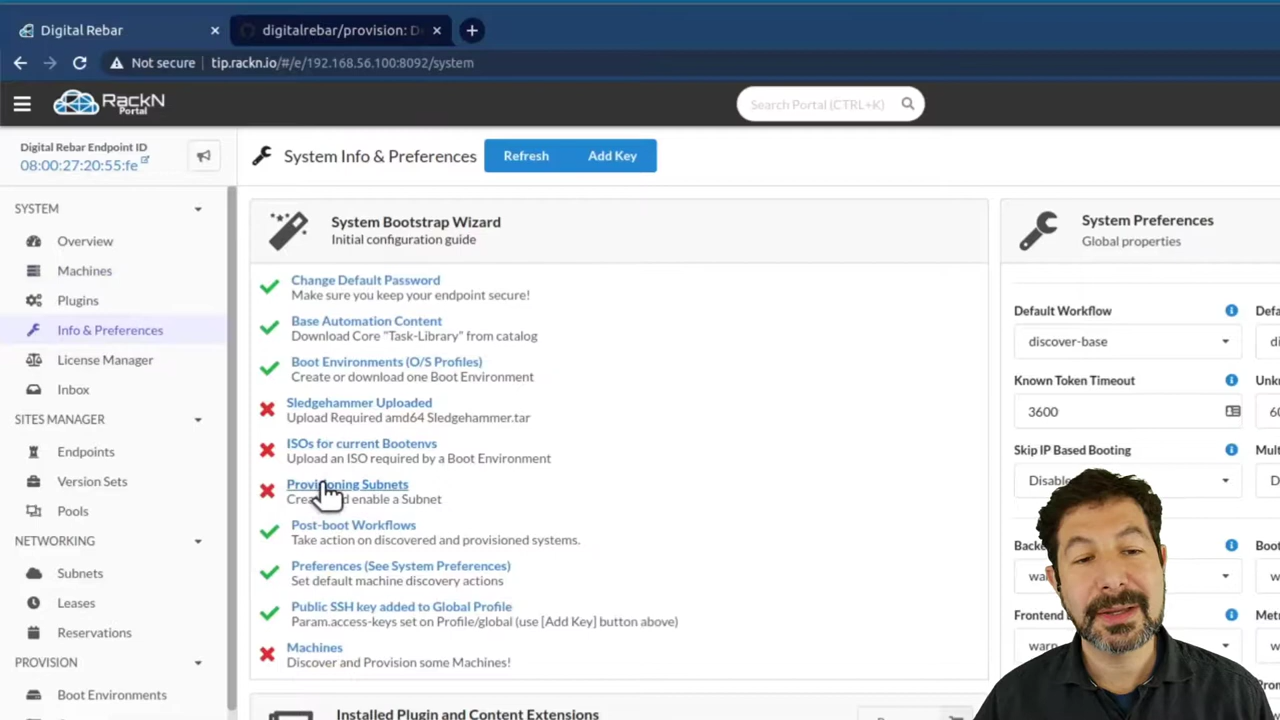 Digital Rebar
digitalrebar/provision: D
Not secure
tip.rackn.io/#/e/192.168.56.100:8092/system
RackN
Portal
Search Portal (CTRL+K)
Digital Rebar Endpoint ID
08:00:27:20:55:fe
System Info & Preferences
Refresh
Add Key
SYSTEM
Overview
Machines
Plugins
Info & Preferences
License Manager
Inbox
SITES MANAGER
Endpoints
Version Sets
Pools
NETWORKING
Subnets
Leases
Reservations
PROVISION
Boot Environments
System Bootstrap Wizard
Initial configuration guide
Change Default Password
Make sure you keep your endpoint secure!
Base Automation Content
Download Core "Task-Library" from catalog
Boot Environments (O/S Profiles)
Create or download one Boot Environment
Sledgehammer Uploaded
Upload Required amd64 Sledgehammer.tar
ISOs for current Bootenvs
Upload an ISO required by a Boot Environment
Provisioning Subnets
enable a Subnet
Post-boot Workflows
Take action on discovered and provisioned systems.
Preferences (See System Preferences)
Set default machine discovery actions
Public SSH key added to Global Profile
Param.access-keys set on Profile/global (use [Add Key] button above)
Machines
Discover and Provision some Machines!
Installed Plugin and Content Extensions
System Preferences
Global properties
Default Workflow
discover-base
Known Token Timeout
3600
Skip IP Based Booting
Frontend